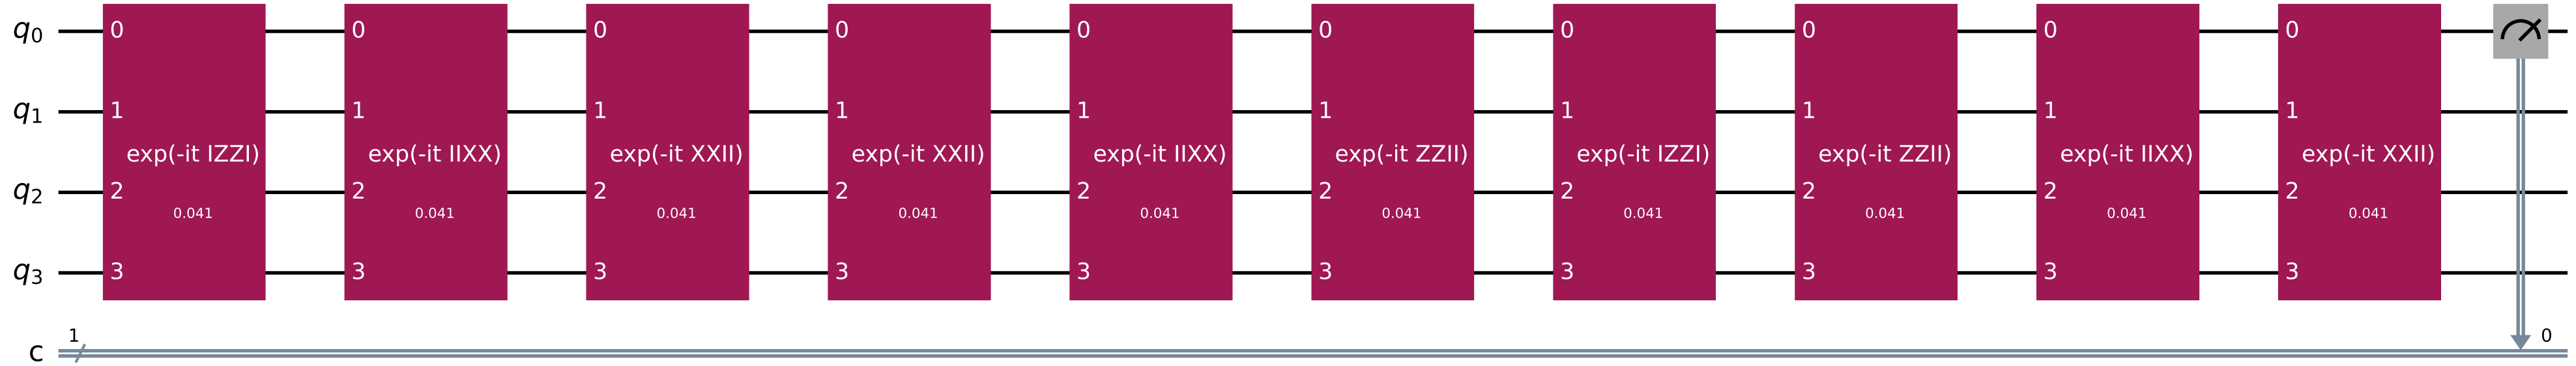 q0 0 0 0 0 0 0 0 0 0 0
q1 1 1 1 1 1 1 1 1 1 1
exp(-it IZZI) exp(-it IIXX) exp(-it XXII) exp(-it XXII) exp(-it IIXX) exp(-it ZZII) exp(-it IZZI) exp(-it ZZII) exp(-it IIXX) exp(-it XXII)
q2 2 2 2 2 2 2 2 2 2 2
0.041 0.041 0.041 0.041 0.041 0.041 0.041 0.041 0.041 0.041
q3 3 3 3 3 3 3 3 3 3 3
1 0
c